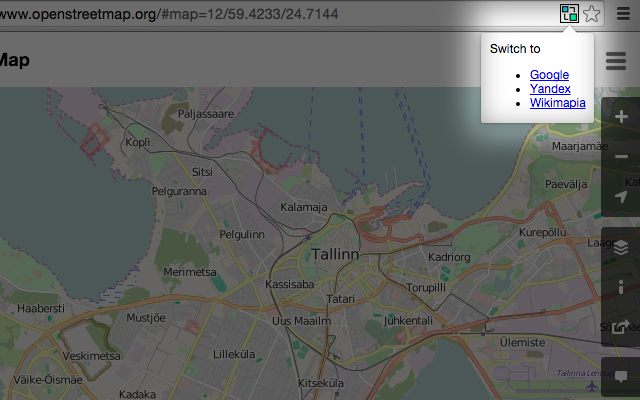 www.openstreetmap.org/#map=12/59.4233/24.7144
Switch to
Google
Yandex
Wikimapia
Map
Paljassaare
Kopli
Maarjamäe
Sitsi
Pelguranna
Paevälja
Kalamaja
Kurepõllu
Pelgulinn
Tallinn
Kadriorg
Merimetsa
Kassisaba
Torupilli
Tatari
Haabersti
Mustjõe
Uus Maailm
Juhkentali
Ülemiste
Veskimetsa
Lilleküla
Väike-Õismäe
Kitseküla
Kadaka
Tallinna Lennuj